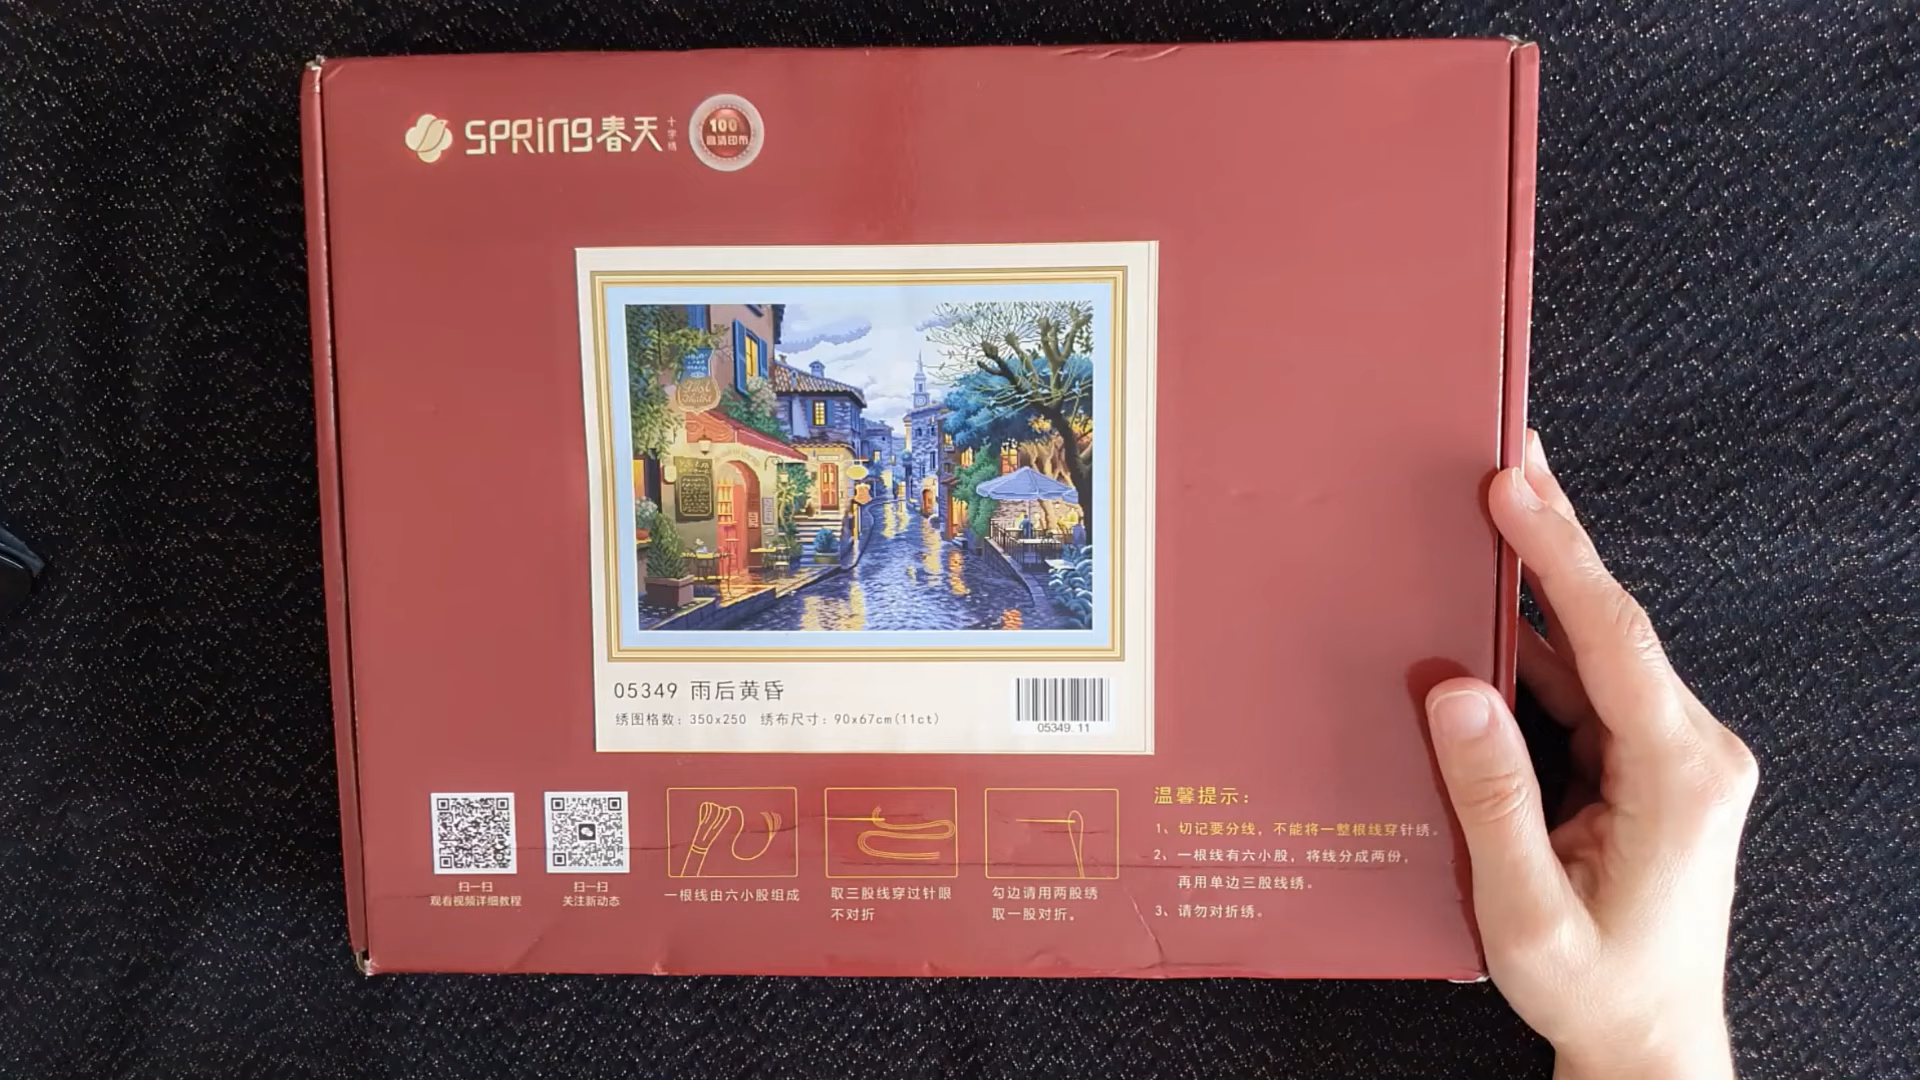 SPRING春天
十字绣
100%
高清印布
05349 雨后黄昏
绣图格数：350x250 绣布尺寸：90x67cm(11ct)
05349.11
扫一扫
观看视频详细教程
扫一扫
关注新动态
一根线由六小股组成
取三股线穿过针眼
不对折
勾边请用两股绣
取一股对折。
温馨提示：
1、切记要分线，不能将一整根线穿针绣。
2、一根线有六小股，将线分成两份，
再用单边三股线绣。
3、请勿对折绣。